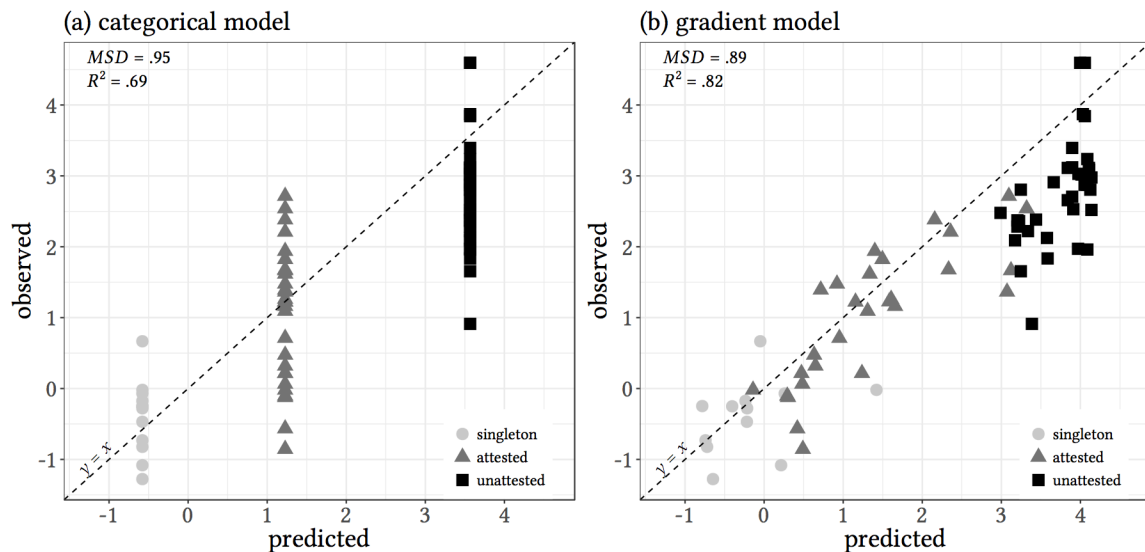 (a) categorical model
MSD = .95
R² = .69
4
3
2
1
0
-1
observed
y = x
singleton
attested
unattested
-1 0 1 2 3 4
predicted
(b) gradient model
MSD = .89
R² = .82
4
3
2
1
0
-1
observed
y = x
singleton
attested
unattested
-1 0 1 2 3 4
predicted